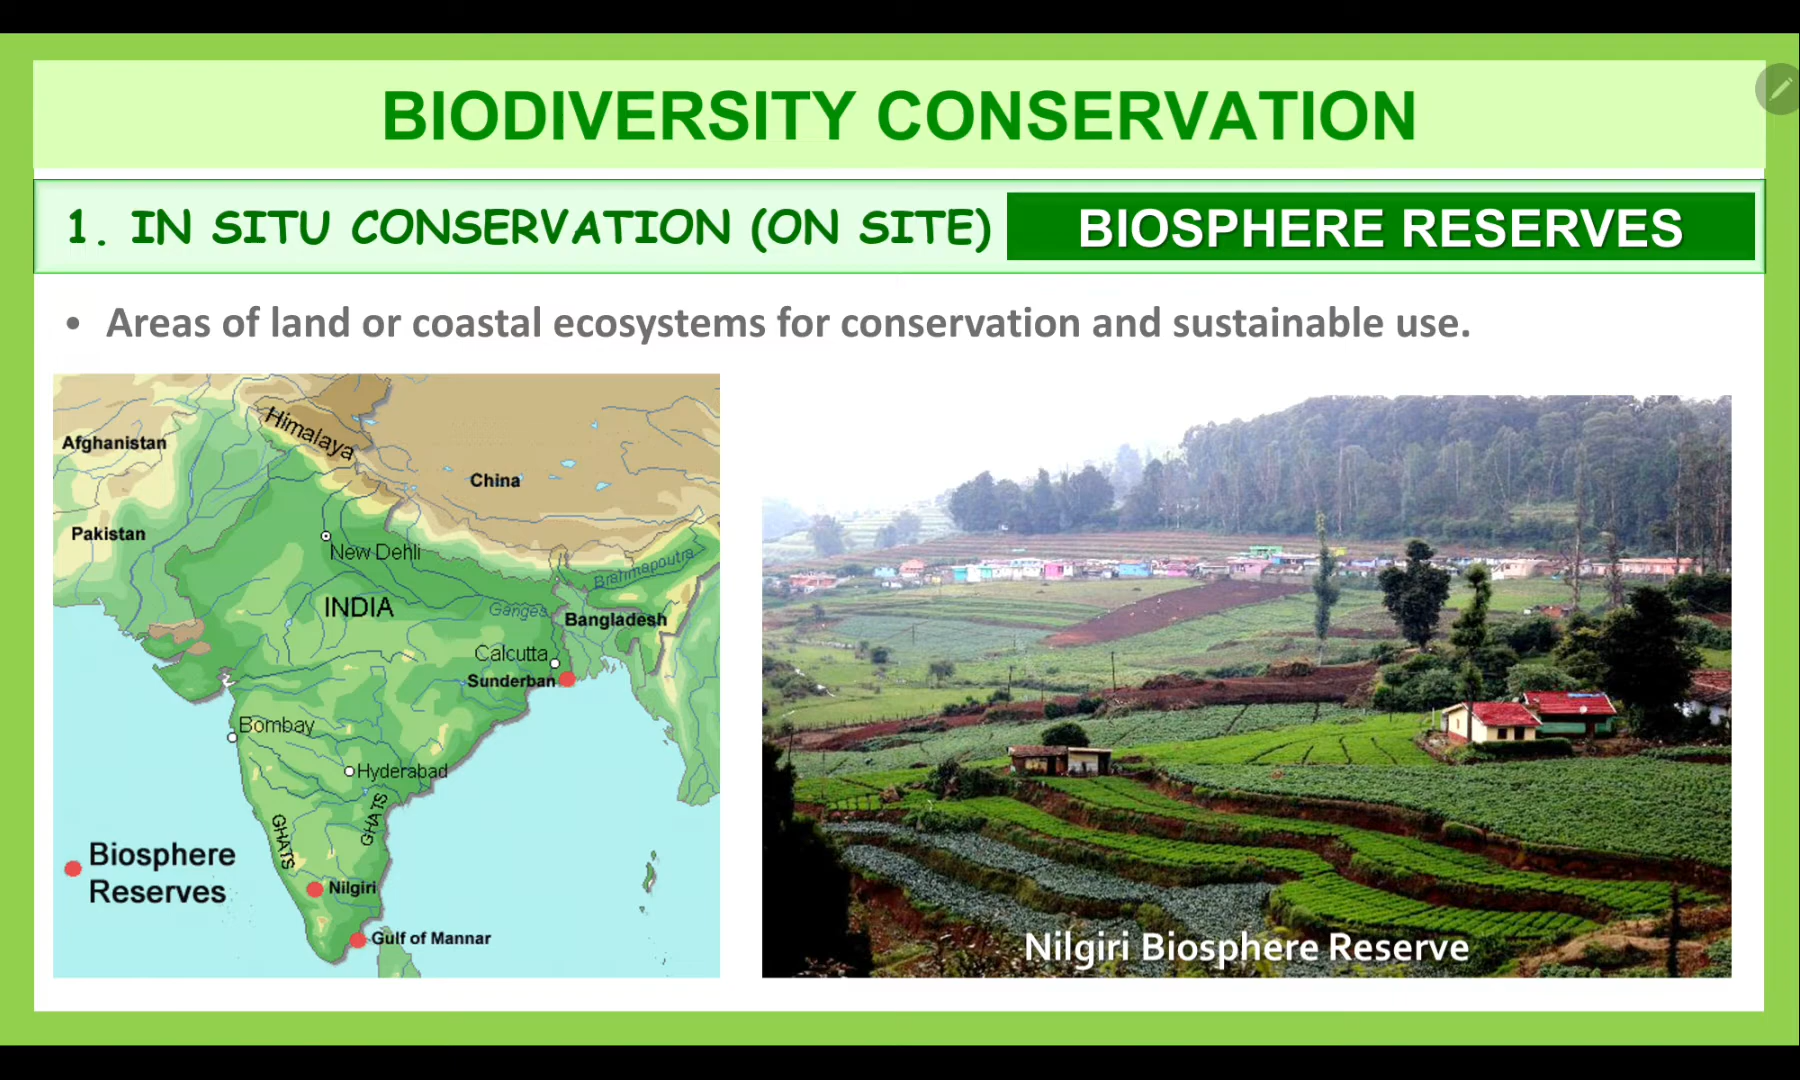 BIODIVERSITY CONSERVATION
1. IN SITU CONSERVATION (ON SITE)
BIOSPHERE RESERVES
• Areas of land or coastal ecosystems for conservation and sustainable use.
Himalaya
Afghanistan
China
Pakistan
New Dehli
Brahmapoutra
INDIA
Ganges
Bangladesh
Calcutta
Sunderban
Bombay
Hyderabad
GHATS
GHATS
Biosphere
Reserves
Nilgiri
Gulf of Mannar
Nilgiri Biosphere Reserve